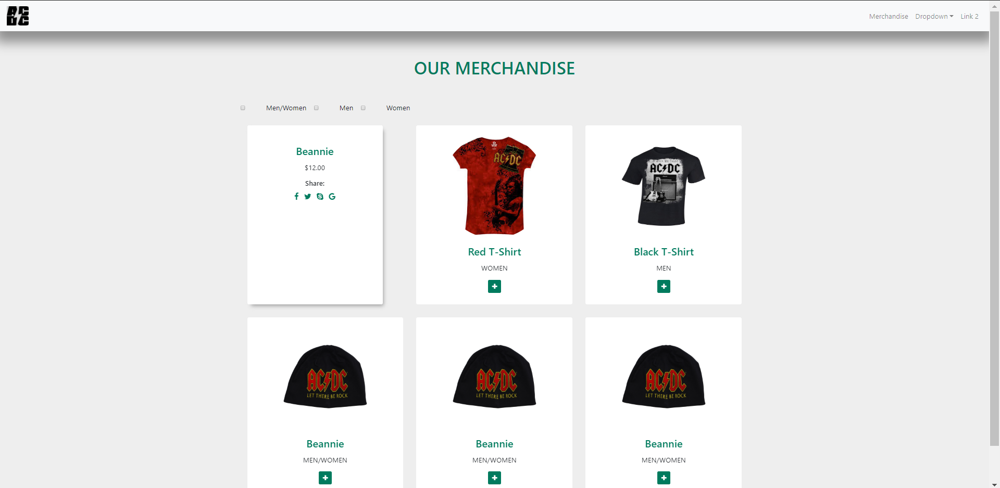 AC
DC
Merchandise Dropdown Link 2
OUR MERCHANDISE
Men/Women Men Women
Beannie
$12.00
Share:
AC DC
Red T-Shirt
WOMEN
AC DC
Black T-Shirt
MEN
AC DC
LET THERE BE ROCK
Beannie
MEN/WOMEN
AC DC
LET THERE BE ROCK
Beannie
MEN/WOMEN
AC DC
LET THERE BE ROCK
Beannie
MEN/WOMEN